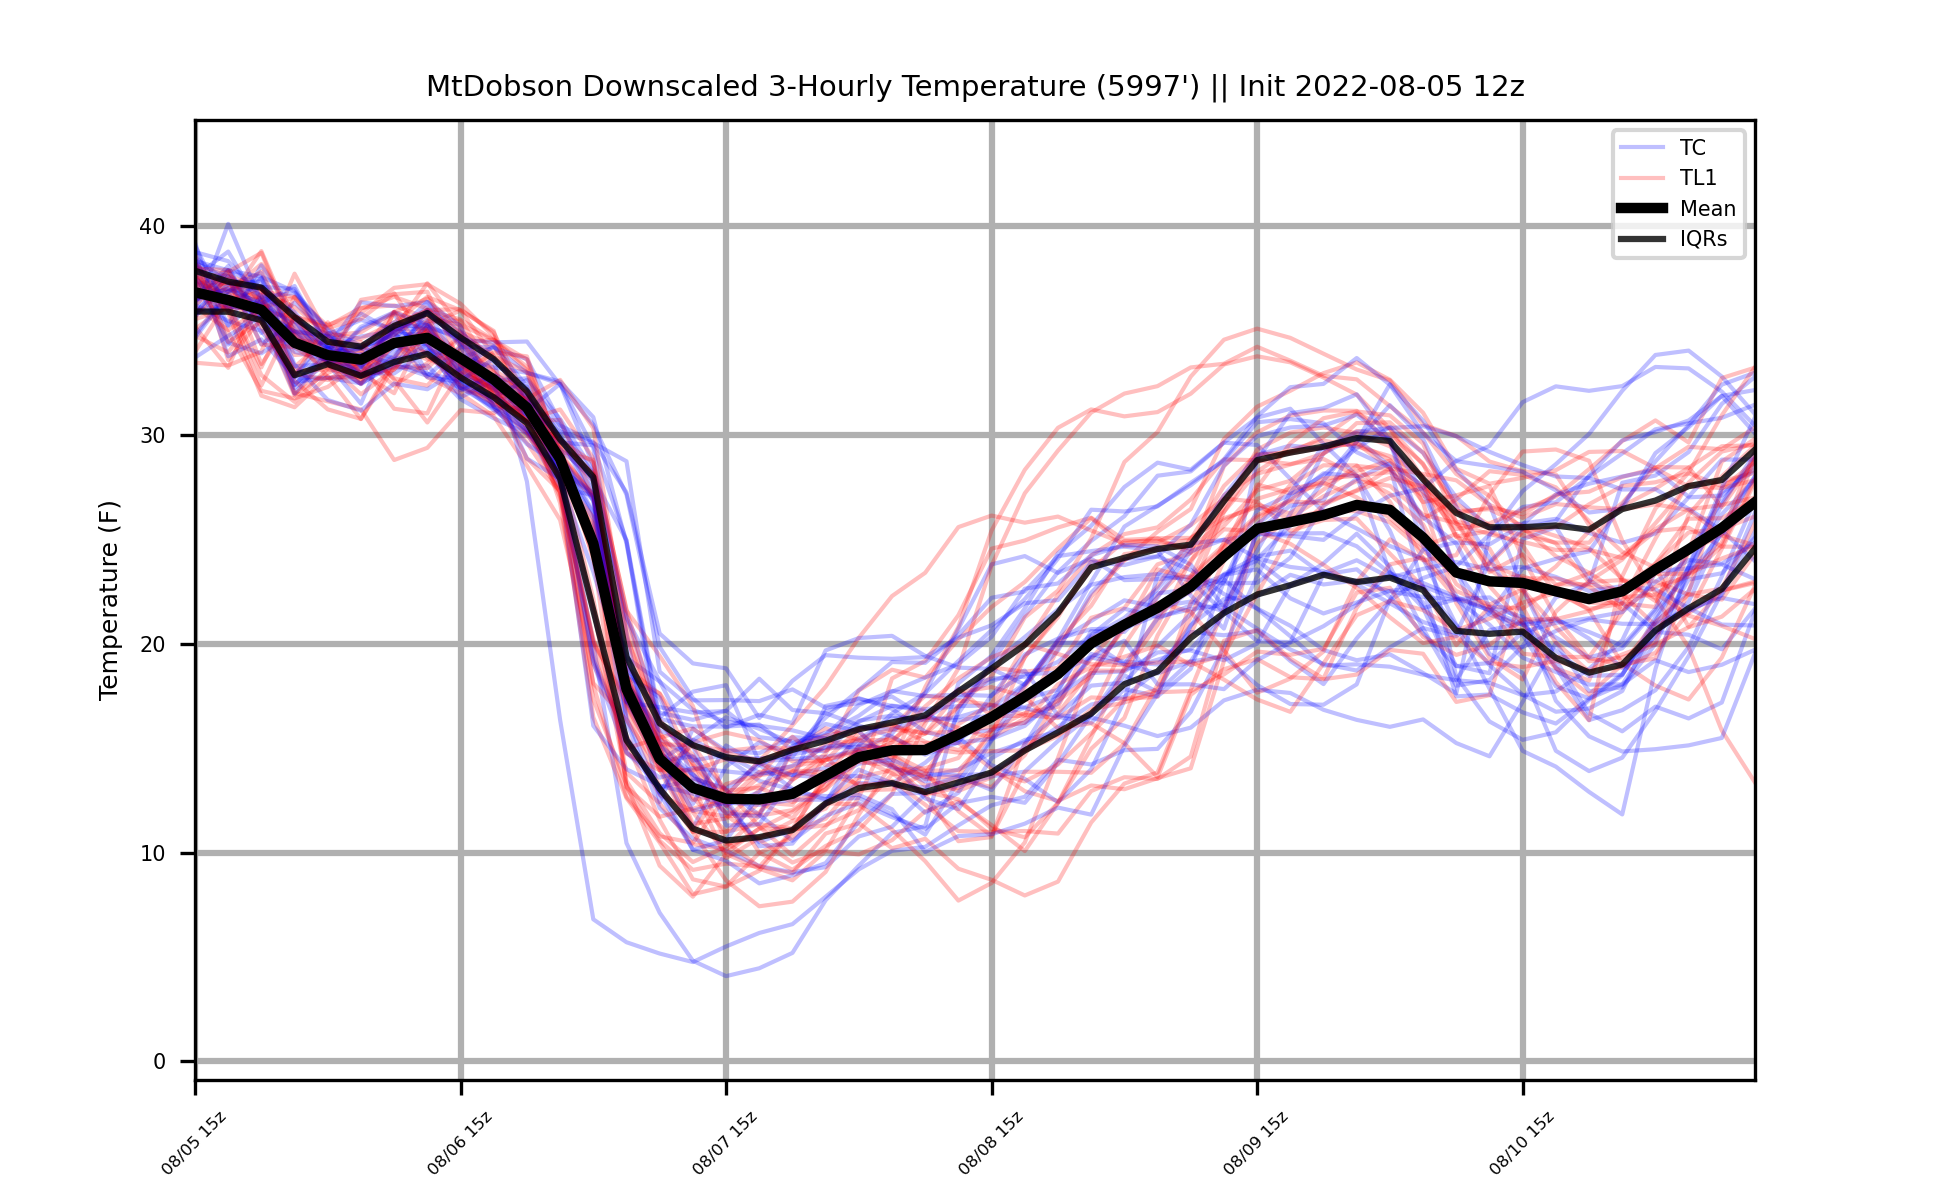 MtDobson Downscaled 3-Hourly Temperature (5997') || Init 2022-08-05 12z
TC
TL1
Mean
IQRs
Temperature (F)
40
30
20
10
0
08/05 15z
08/06 15z
08/07 15z
08/08 15z
08/09 15z
08/10 15z